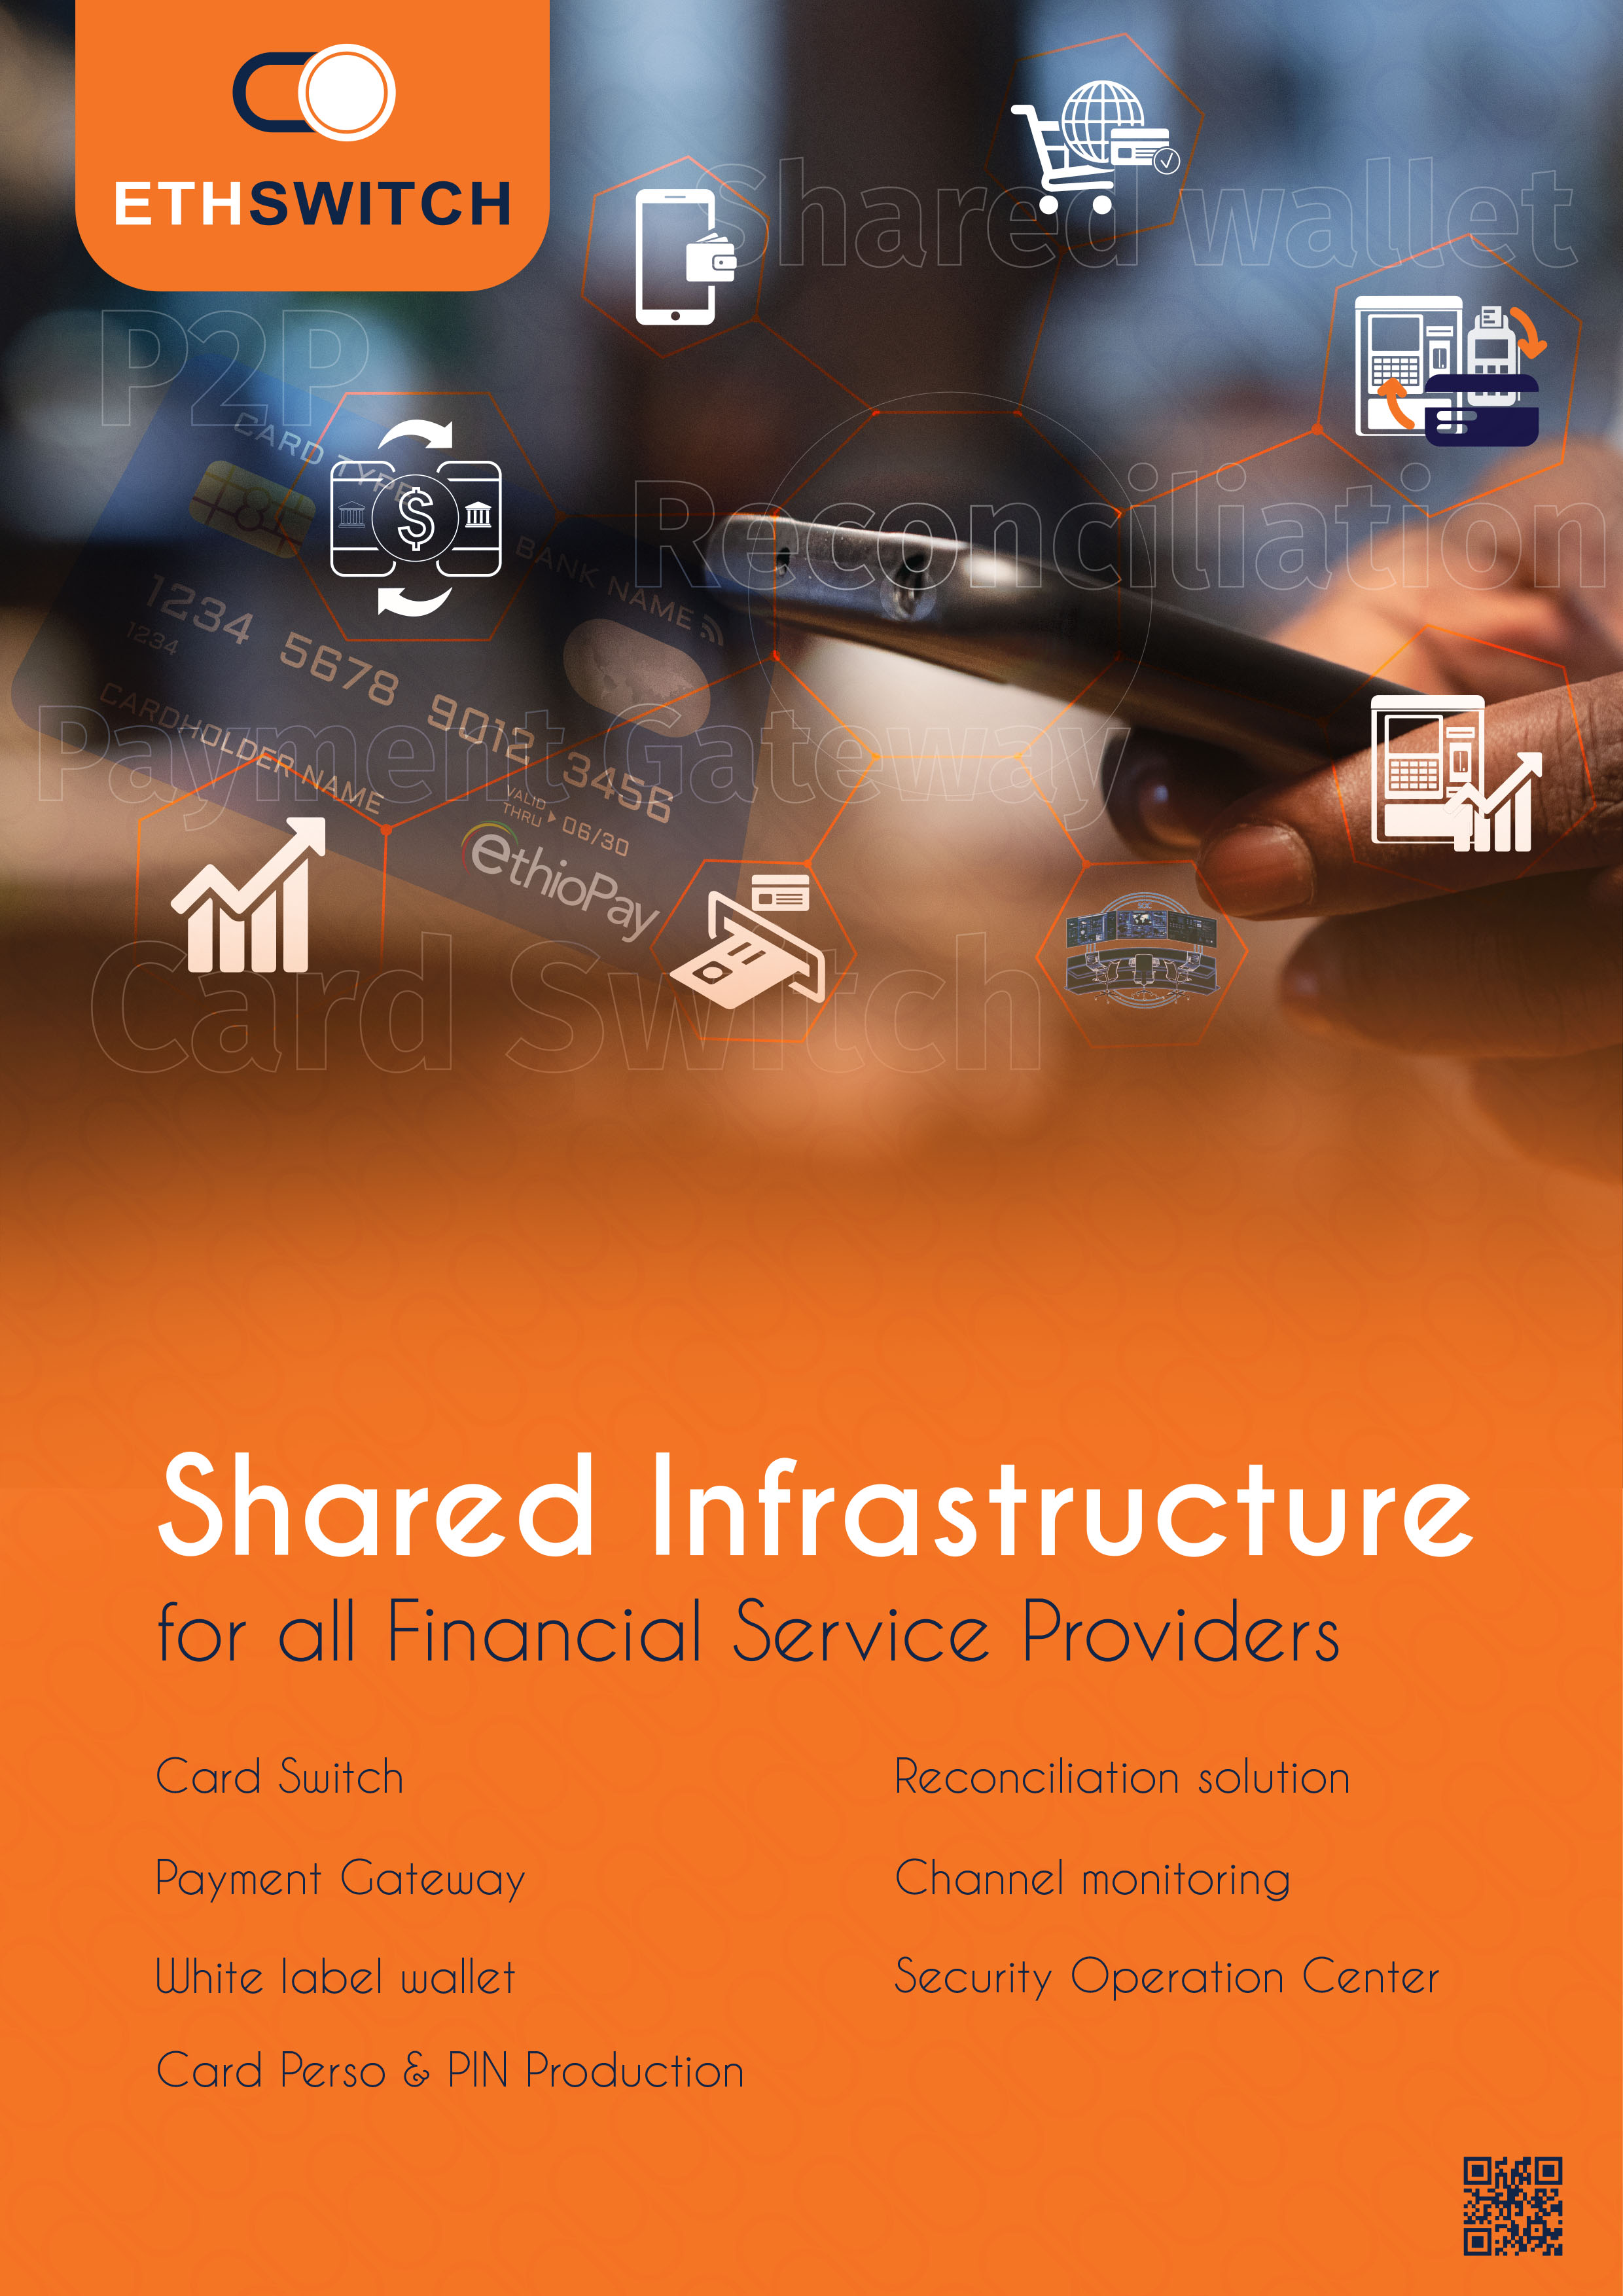 ETHSWITCH
Shared wallet
P2P
CARD TYPE
Reconciliation
BANK NAME
1234 5678 9012 3456
1234
CARDHOLDER NAME
Payment Gateway
VALID
THRU 06/30
ethioPay
SOC
Card Switch
Shared Infrastructure
for all Financial Service Providers
Card Switch
Payment Gateway
White label wallet
Card Perso & PIN Production
Reconciliation solution
Channel monitoring
Security Operation Center